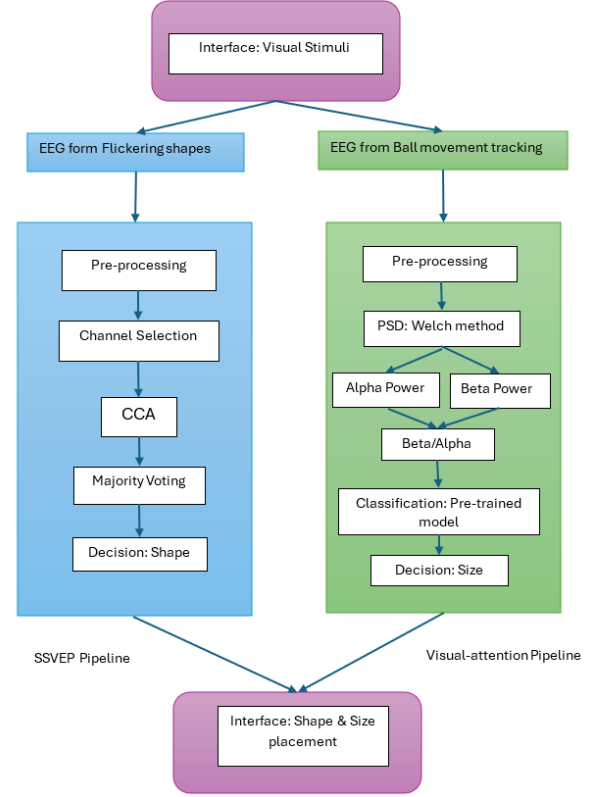 Interface: Visual Stimuli
EEG form Flickering shapes
EEG from Ball movement tracking
Pre-processing
Channel Selection
CCA
Majority Voting
Decision: Shape
Pre-processing
PSD: Welch method
Alpha Power
Beta Power
Beta/Alpha
Classification: Pre-trained
model
Decision: Size
SSVEP Pipeline
Visual-attention Pipeline
Interface: Shape & Size
placement